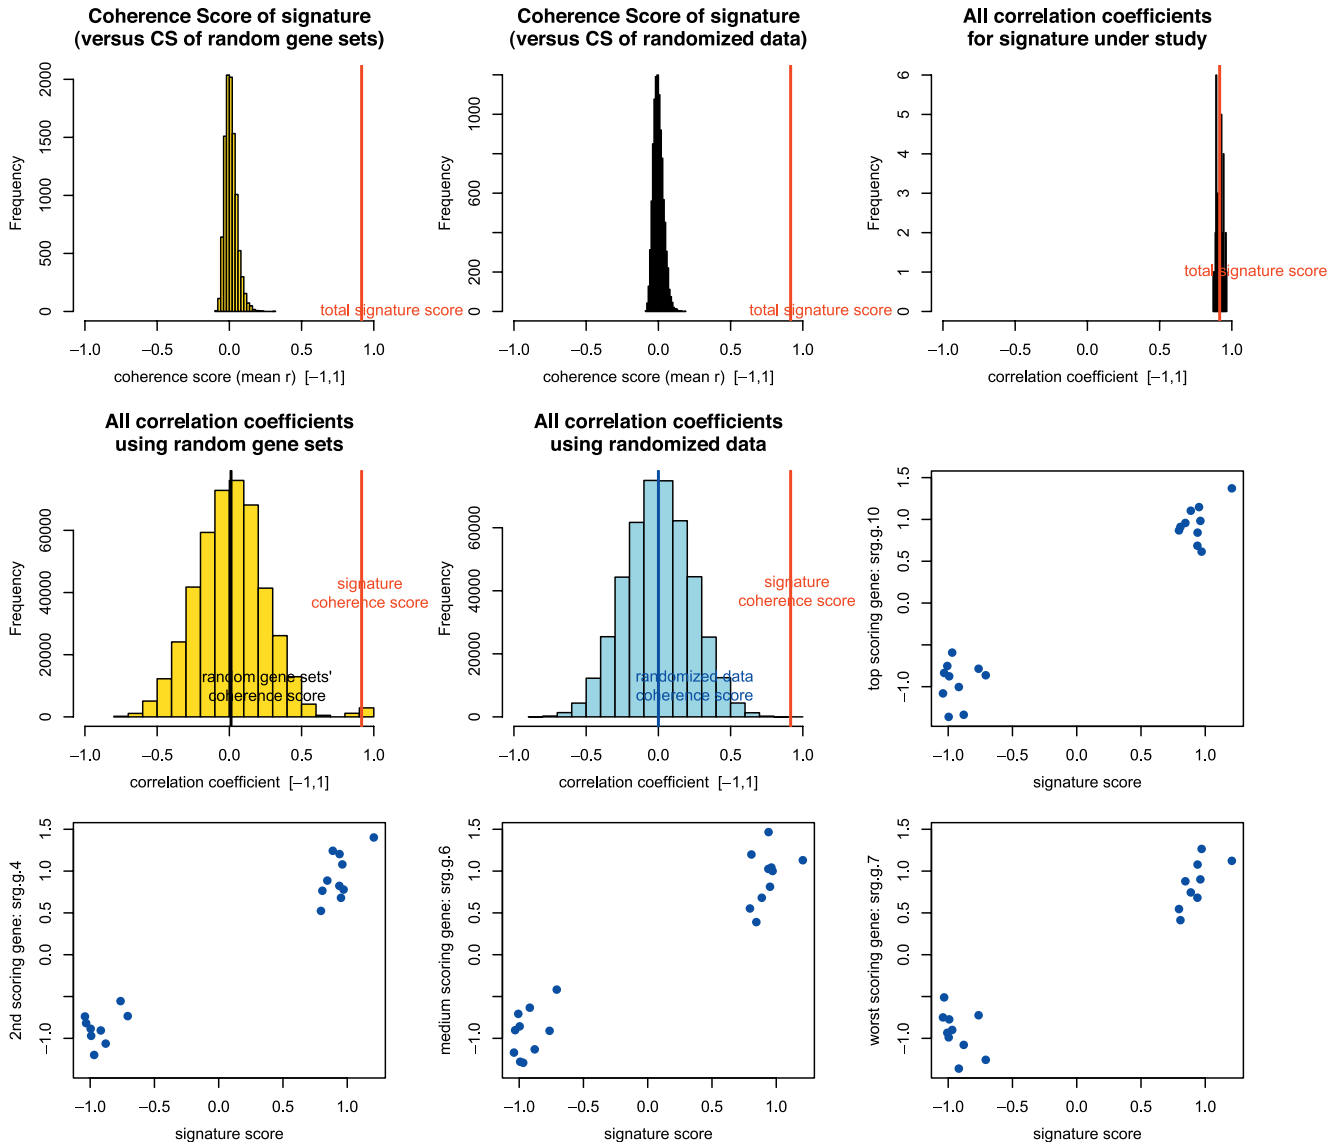 Coherence Score of signature
(versus CS of random gene sets)
Frequency
2000
1500
1000
500
0
total signature score
−1.0 −0.5 0.0 0.5 1.0
coherence score (mean r) [−1,1]
Coherence Score of signature
(versus CS of randomized data)
Frequency
1000
600
200
0
total signature score
−1.0 −0.5 0.0 0.5 1.0
coherence score (mean r) [−1,1]
All correlation coefficients
for signature under study
Frequency
6
5
4
3
2
1
0
total signature score
−1.0 −0.5 0.0 0.5 1.0
correlation coefficient [−1,1]
All correlation coefficients
using random gene sets
Frequency
60000
40000
20000
0
signature
coherence score
random gene sets'
coherence score
−1.0 −0.5 0.0 0.5 1.0
correlation coefficient [−1,1]
All correlation coefficients
using randomized data
Frequency
60000
40000
20000
0
signature
coherence score
randomized data
coherence score
−1.0 −0.5 0.0 0.5 1.0
correlation coefficient [−1,1]
top scoring gene: srg.g.10
1.5
1.0
0.5
0.0
−1.0
−1.0 −0.5 0.0 0.5 1.0
signature score
2nd scoring gene: srg.g.4
1.5
1.0
0.5
0.0
−1.0
−1.0 −0.5 0.0 0.5 1.0
signature score
medium scoring gene: srg.g.6
1.5
1.0
0.5
0.0
−1.0
−1.0 −0.5 0.0 0.5 1.0
signature score
worst scoring gene: srg.g.7
1.5
1.0
0.5
0.0
−1.0
−1.0 −0.5 0.0 0.5 1.0
signature score